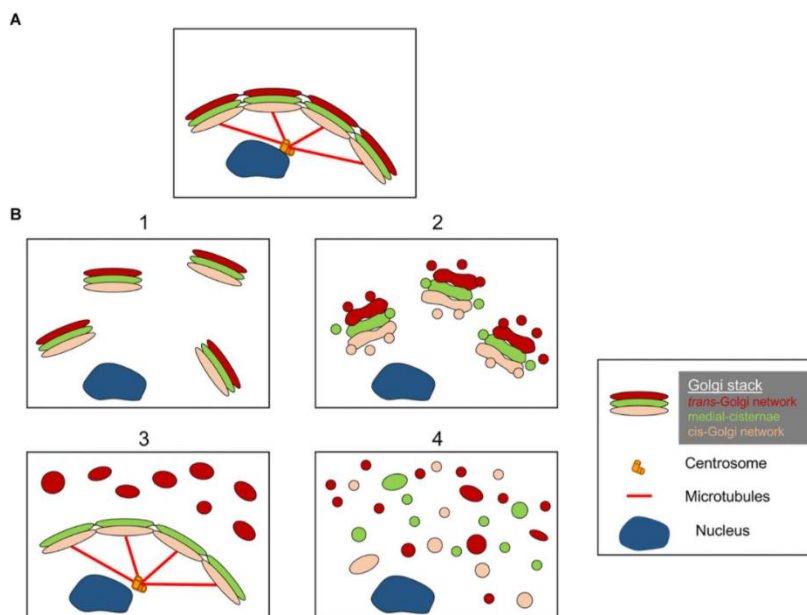 A
B
1
2
3
4
Golgi stack
trans-Golgi network
medial-cisternae
cis-Golgi network
Centrosome
Microtubules
Nucleus